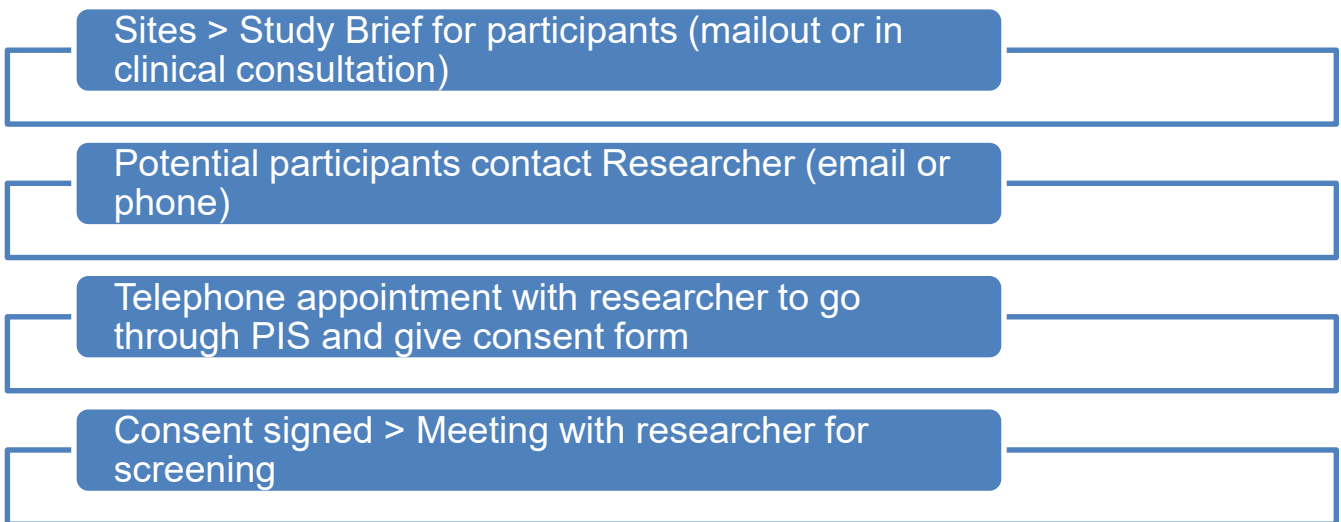 Sites > Study Brief for participants (mailout or in
clinical consultation)
Potential participants contact Researcher (email or
phone)
Telephone appointment with researcher to go
through PIS and give consent form
Consent signed > Meeting with researcher for
screening